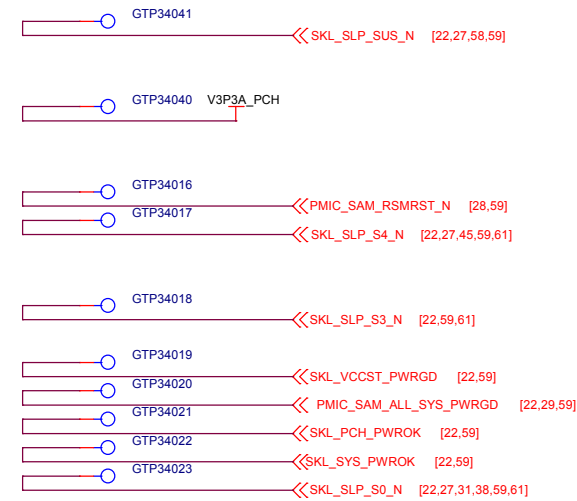 GTP34041
SKL_SLP_SUS_N [22,27,58,59]
GTP34040 V3P3A_PCH
GTP34016
PMIC_SAM_RSMRST_N [28,59]
GTP34017
SKL_SLP_S4_N [22,27,45,59,61]
GTP34018
SKL_SLP_S3_N [22,59,61]
GTP34019
SKL_VCCST_PWRGD [22,59]
GTP34020
PMIC_SAM_ALL_SYS_PWRGD [22,29,59]
GTP34021
SKL_PCH_PWROK [22,59]
GTP34022
SKL_SYS_PWROK [22,59]
GTP34023
SKL_SLP_S0_N [22,27,31,38,59,61]